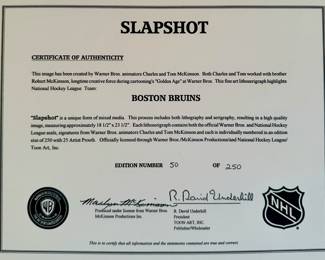 SLAPSHOT
CERTIFICATE OF AUTHENTICITY
This image has been created by Warner Bros. animators Charles and Tom McKimson. Both Charles and Tom worked with brother
Robert McKimson, longtime creative force during cartooning's "Golden Age" at Warner Bros. This fine art lithoserigraph highlights
National Hockey League Team:
BOSTON BRUINS
"Slapshot" is a unique form of mixed media. This process includes both lithography and serigraphy, resulting in a high quality
image, measuring approximately 18 1/2" x 23 1/2". Each lithoserigraph contains both the official Warner Bros. and National Hockey
League seals, signatures from Warner Bros. animators Charles and Tom McKimson and each is individually numbered in an edition
size of 250 with 25 Artist Proofs. Officially licensed through Warner Bros./McKimson Productions/and National Hockey League/
Toon Art, Inc.
EDITION NUMBER 50 OF 250
Marilyn McKimson
R. David Underhill
Produced under license from Warner Bros.
McKimson Productions Inc.
R. David Underhill
President
TOON ART, INC.
Publisher/Wholesaler
WB
NHL
This is to certify that all information and the statements contained are true and correct.